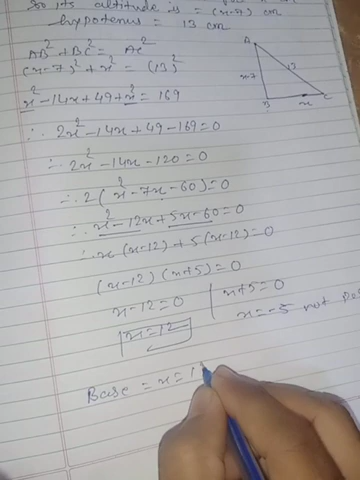 So its altitude is = (x-7) cm
hypotenus = 13 cm
AB² + BC² = AC²
(x-7)² + x² = (13)²
x² - 14x + 49 + x² = 169
∴ 2x² - 14x + 49 - 169 = 0
∴ 2x² - 14x - 120 = 0
∴ 2(x² - 7x - 60) = 0
∴ x² - 12x + 5x - 60 = 0
∴ x(x-12) + 5(x-12) = 0
(x-12)(x+5) = 0
x-12 = 0 | x+5 = 0
x = 12 | x = -5 not
Base = x = 1
A
x-7
13
B
x
C